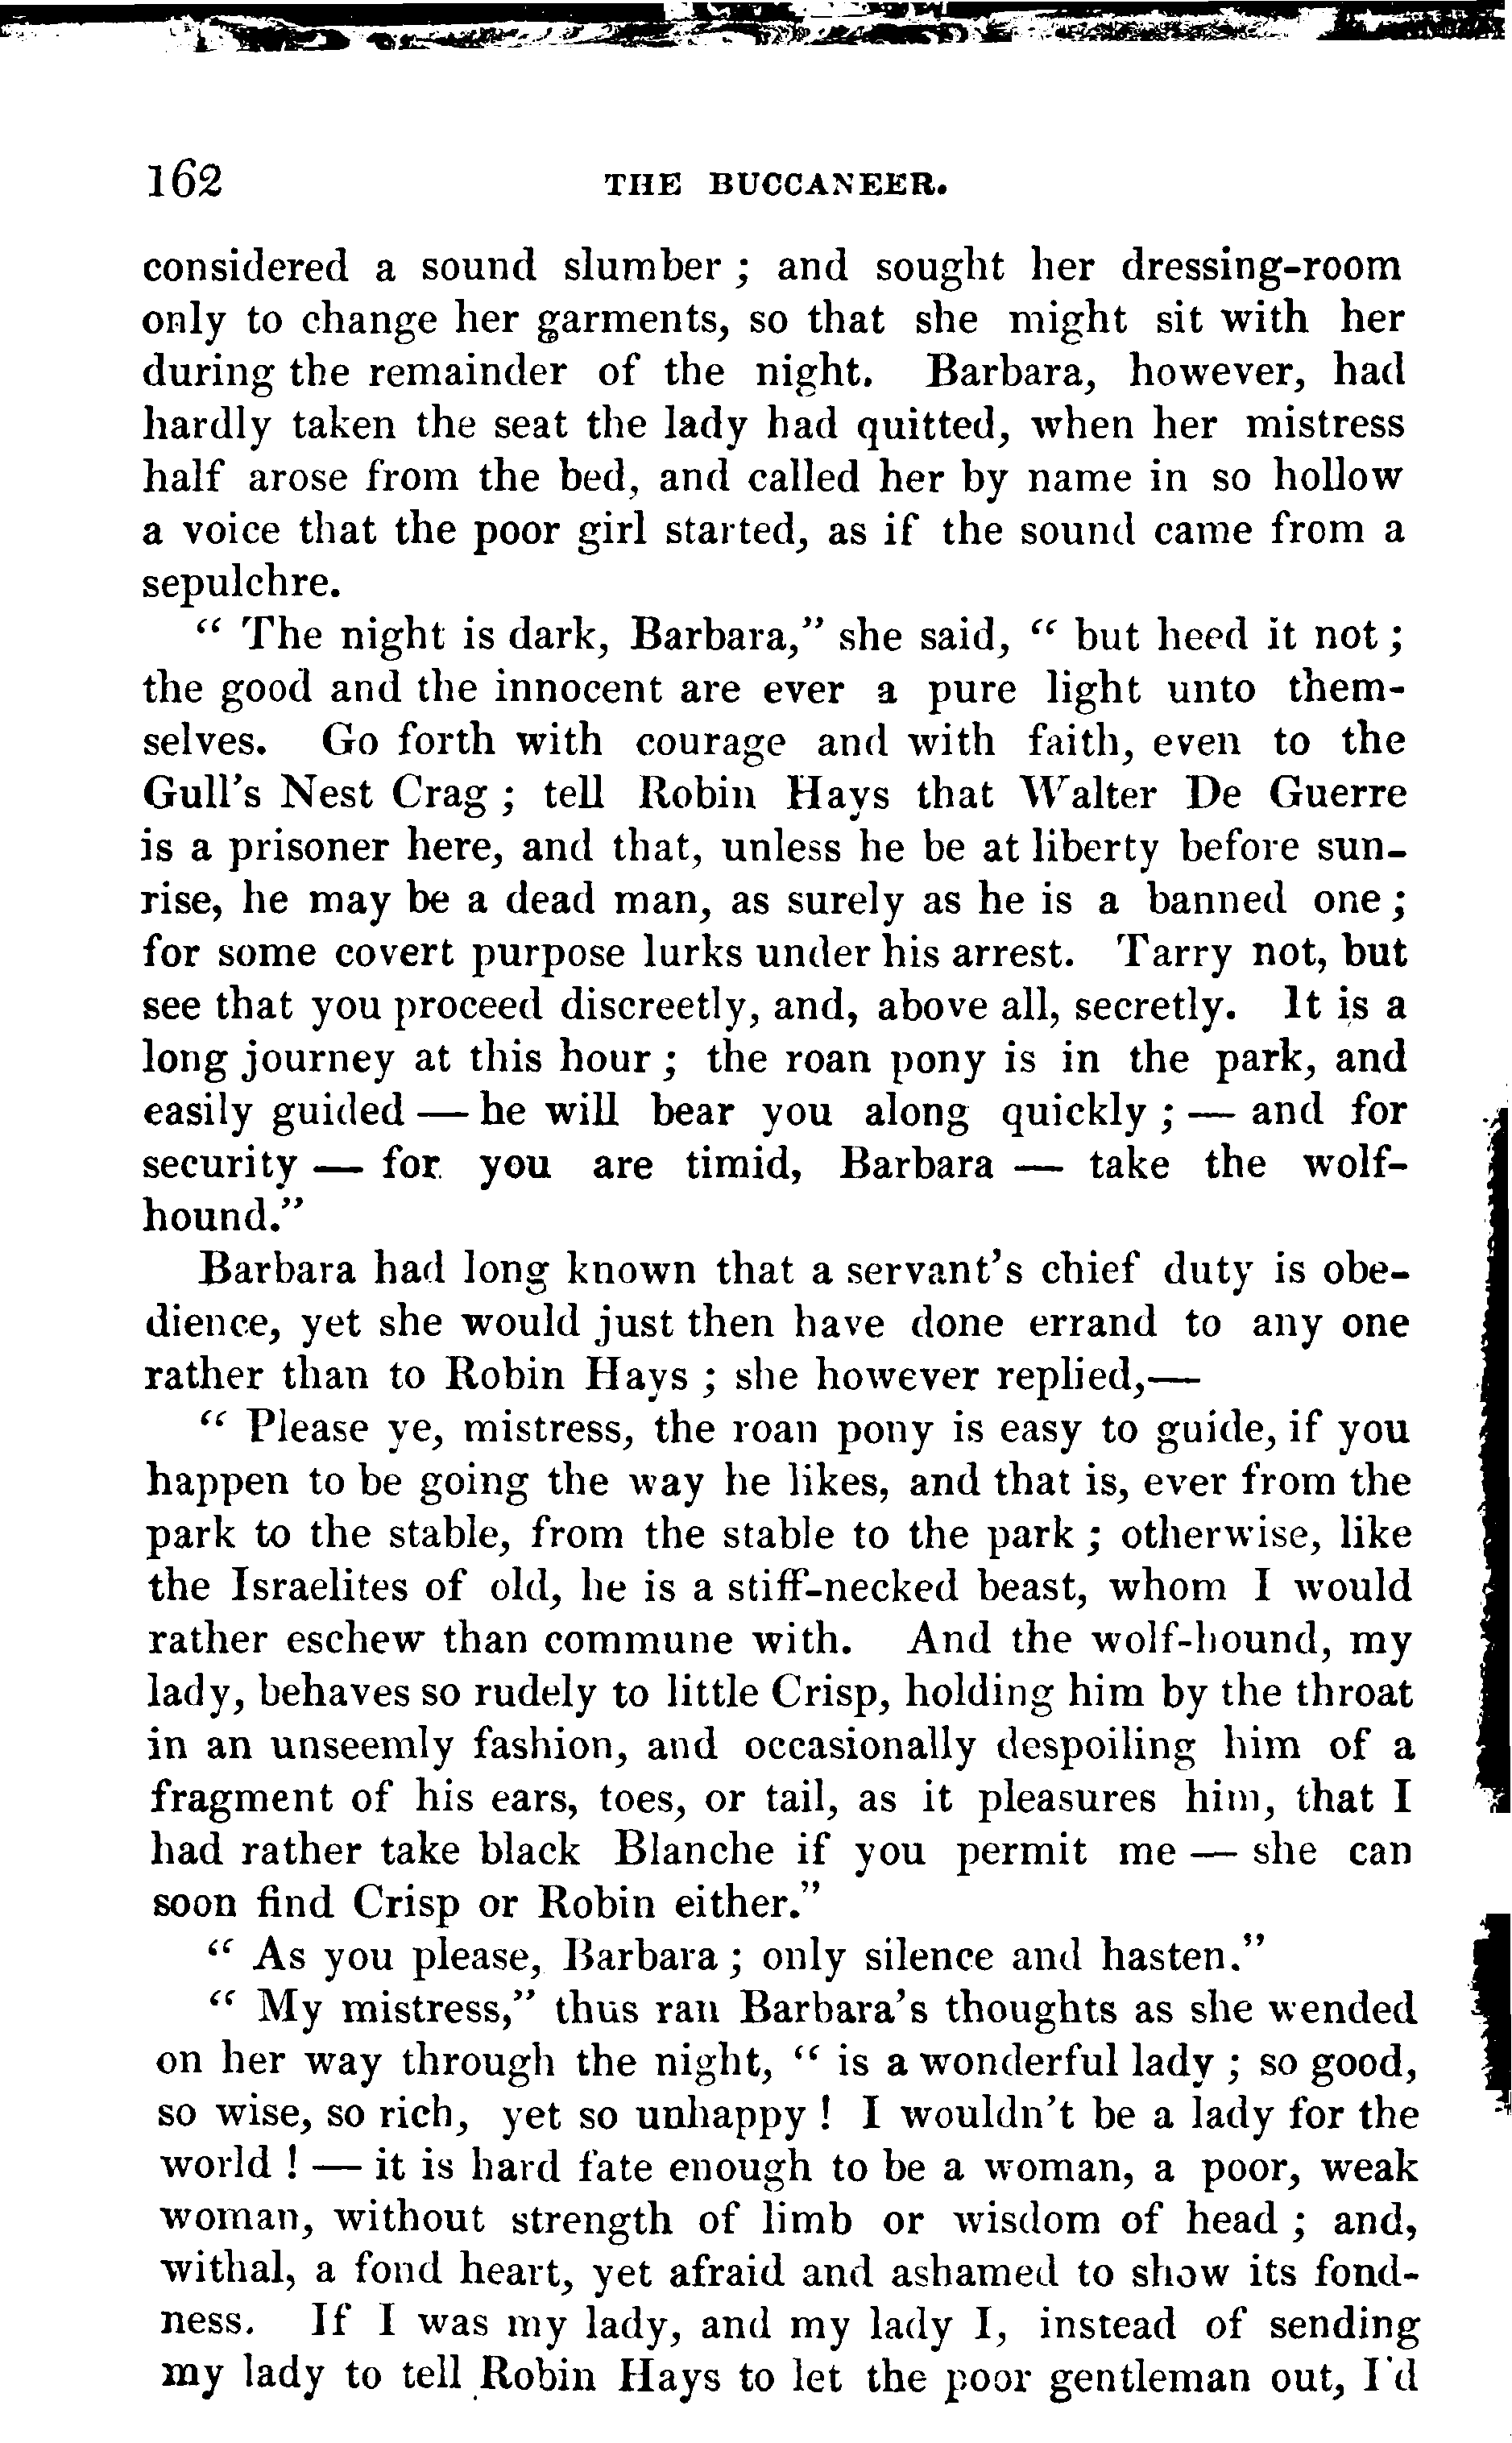 162 THE BUCCANEER.
considered a sound slumber ; and sought her dressing-room
only to change her garments, so that she might sit with her
during the remainder of the night. Barbara, however, had
hardly taken the seat the lady had quitted, when her mistress
half arose from the bed, and called her by name in so hollow
a voice that the poor girl started, as if the sound came from a
sepulchre.
“ The night is dark, Barbara,” she said, “ but heed it not ;
the good and the innocent are ever a pure light unto them-
selves. Go forth with courage and with faith, even to the
Gull’s Nest Crag ; tell Robin Hays that Walter De Guerre
is a prisoner here, and that, unless he be at liberty before sun-
rise, he may be a dead man, as surely as he is a banned one ;
for some covert purpose lurks under his arrest. Tarry not, but
see that you proceed discreetly, and, above all, secretly. It is a
long journey at this hour ; the roan pony is in the park, and
easily guided — he will bear you along quickly ; — and for
security — for you are timid, Barbara — take the wolf-
hound.”
Barbara had long known that a servant’s chief duty is obe-
dience, yet she would just then have done errand to any one
rather than to Robin Hays ; she however replied,—
“ Please ye, mistress, the roan pony is easy to guide, if you
happen to be going the way he likes, and that is, ever from the
park to the stable, from the stable to the park ; otherwise, like
the Israelites of old, he is a stiff-necked beast, whom I would
rather eschew than commune with. And the wolf-hound, my
lady, behaves so rudely to little Crisp, holding him by the throat
in an unseemly fashion, and occasionally despoiling him of a
fragment of his ears, toes, or tail, as it pleasures him, that I
had rather take black Blanche if you permit me — she can
soon find Crisp or Robin either.”
“ As you please, Barbara ; only silence and hasten.”
“ My mistress,” thus ran Barbara’s thoughts as she wended
on her way through the night, “ is a wonderful lady ; so good,
so wise, so rich, yet so unhappy ! I wouldn’t be a lady for the
world ! — it is hard fate enough to be a woman, a poor, weak
woman, without strength of limb or wisdom of head ; and,
withal, a fond heart, yet afraid and ashamed to show its fond-
ness. If I was my lady, and my lady I, instead of sending
my lady to tell Robin Hays to let the poor gentleman out, I’d